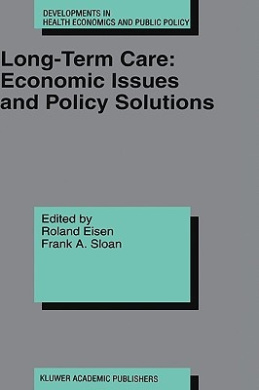 DEVELOPMENTS IN
HEALTH ECONOMICS AND PUBLIC POLICY
Long-Term Care:
Economic Issues
and Policy Solutions
Edited by
Roland Eisen
Frank A. Sloan
KLUWER ACADEMIC PUBLISHERS